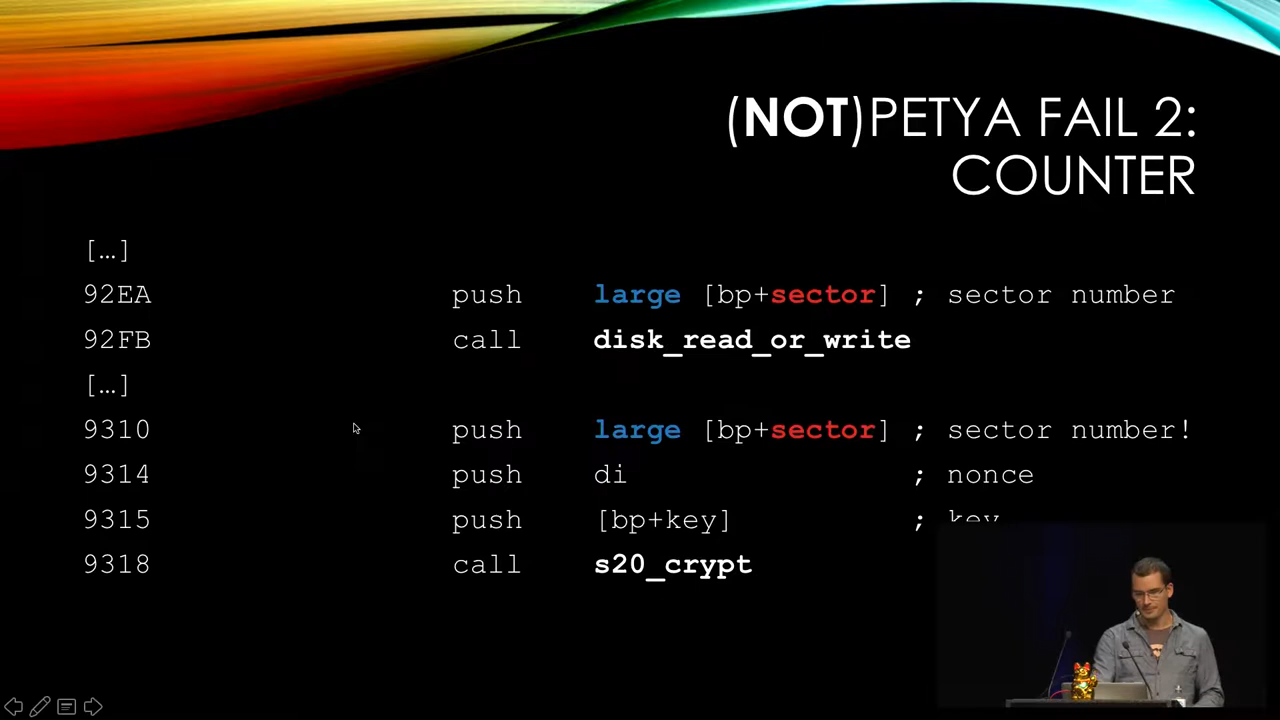 (NOT)PETYA FAIL 2:
COUNTER
[…]
92EA push large [bp+sector] ; sector number
92FB call disk_read_or_write
[…]
9310 push large [bp+sector] ; sector number!
9314 push di ; nonce
9315 push [bp+key] ; key
9318 call s20_crypt